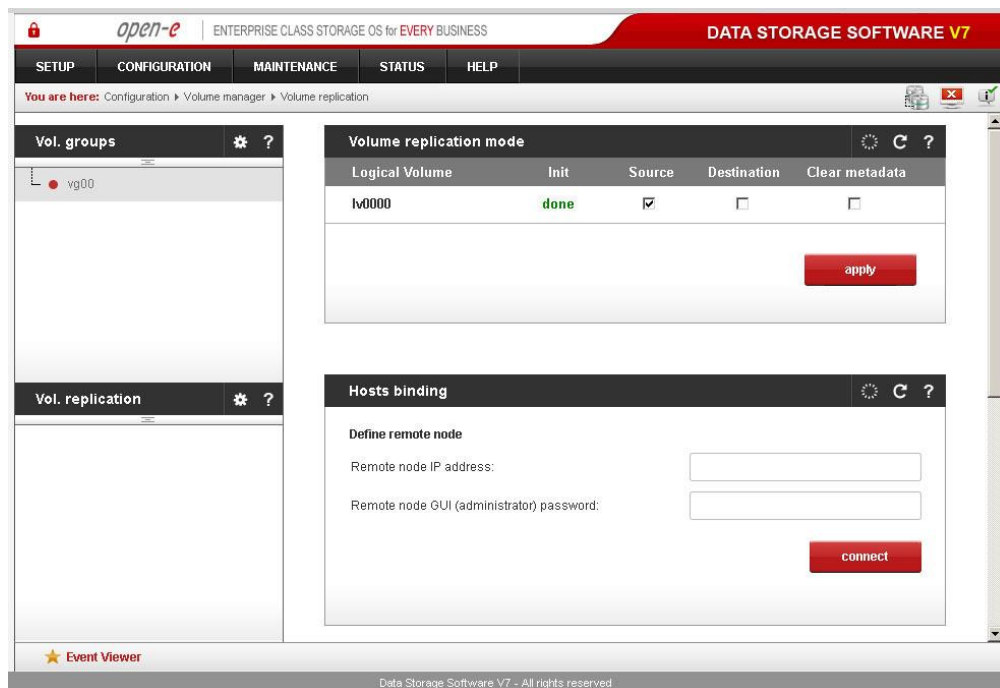 open-e ENTERPRISE CLASS STORAGE OS for EVERY BUSINESS DATA STORAGE SOFTWARE V7
SETUP CONFIGURATION MAINTENANCE STATUS HELP
You are here: Configuration ▸ Volume manager ▸ Volume replication
Vol. groups ?
vg00
Volume replication mode ?
Logical Volume Init Source Destination Clear metadata
lv0000 done
apply
Vol. replication ?
Hosts binding ?
Define remote node
Remote node IP address:
Remote node GUI (administrator) password:
connect
Event Viewer
Data Storage Software V7 - All rights reserved